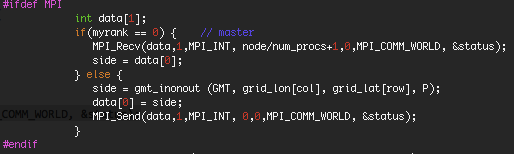 #ifdef MPI
int data[1];
if(myrank == 0) {    // master
MPI_Recv(data,1,MPI_INT, node/num_procs+1,0,MPI_COMM_WORLD, &status);
side = data[0];
} else {
side = gmt_inonout (GMT, grid_lon[col], grid_lat[row], P);
data[0] = side;
_COMM_WORLD, & MPI_Send(data,1,MPI_INT, 0,0,MPI_COMM_WORLD, &status);
}
#endif